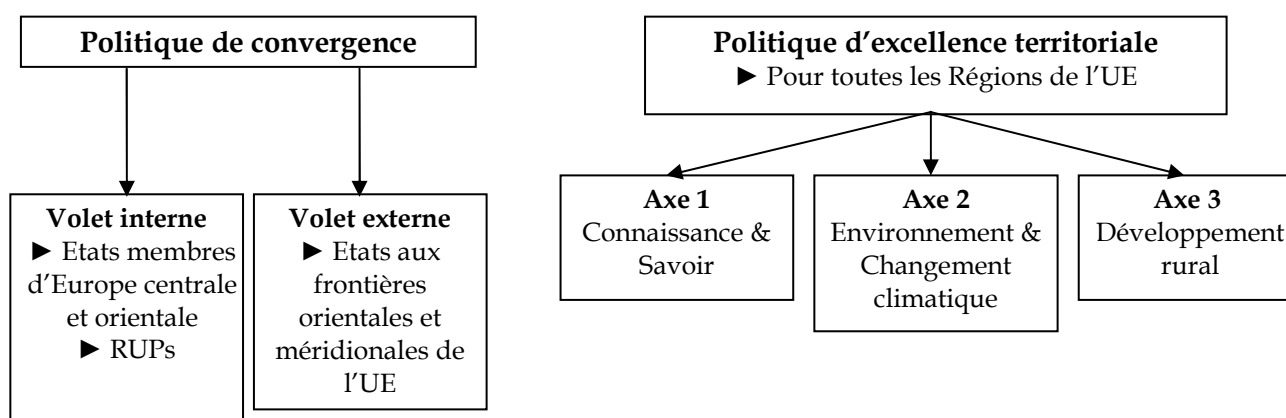 Politique de convergence
Volet interne
► Etats membres
d’Europe centrale
et orientale
► RUPs
Volet externe
► Etats aux
frontières
orientales et
méridionales de
l’UE
Politique d’excellence territoriale
► Pour toutes les Régions de l’UE
Axe 1
Connaissance &
Savoir
Axe 2
Environnement &
Changement
climatique
Axe 3
Développement
rural